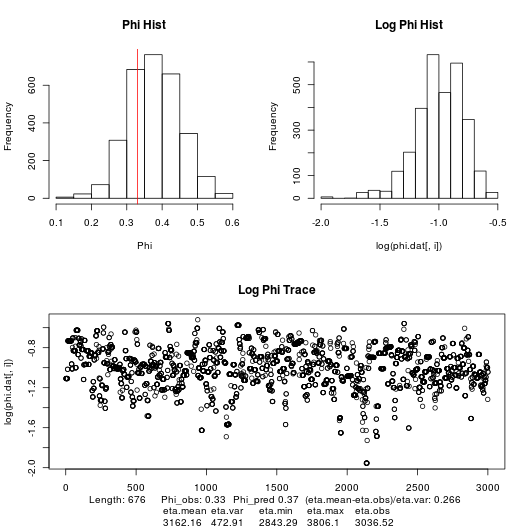 Phi Hist
Log Phi Hist
Frequency
0 200 400 600
0.1 0.2 0.3 0.4 0.5 0.6
Phi
Frequency
0 100 300 500
-2.0 -1.5 -1.0 -0.5
log(phi.dat[, i])
Log Phi Trace
log(phi.dat[, i])
-2.0 -1.6 -1.2 -0.8
0 500 1000 1500 2000 2500 3000
Length: 676 Phi_obs: 0.33 Phi_pred 0.37 (eta.mean-eta.obs)/eta.var: 0.266
eta.mean eta.var eta.min eta.max eta.obs
3162.16 472.91 2843.29 3806.1 3036.52